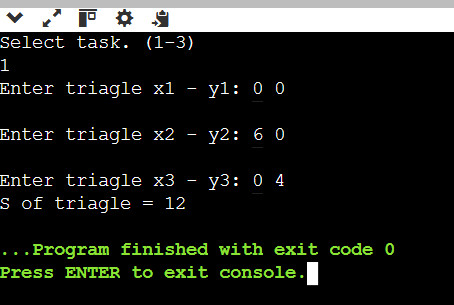 Select task. (1-3)
1
Enter triagle x1 - y1: 0 0
Enter triagle x2 - y2: 6 0
Enter triagle x3 - y3: 0 4
S of triagle = 12
...Program finished with exit code 0
Press ENTER to exit console.